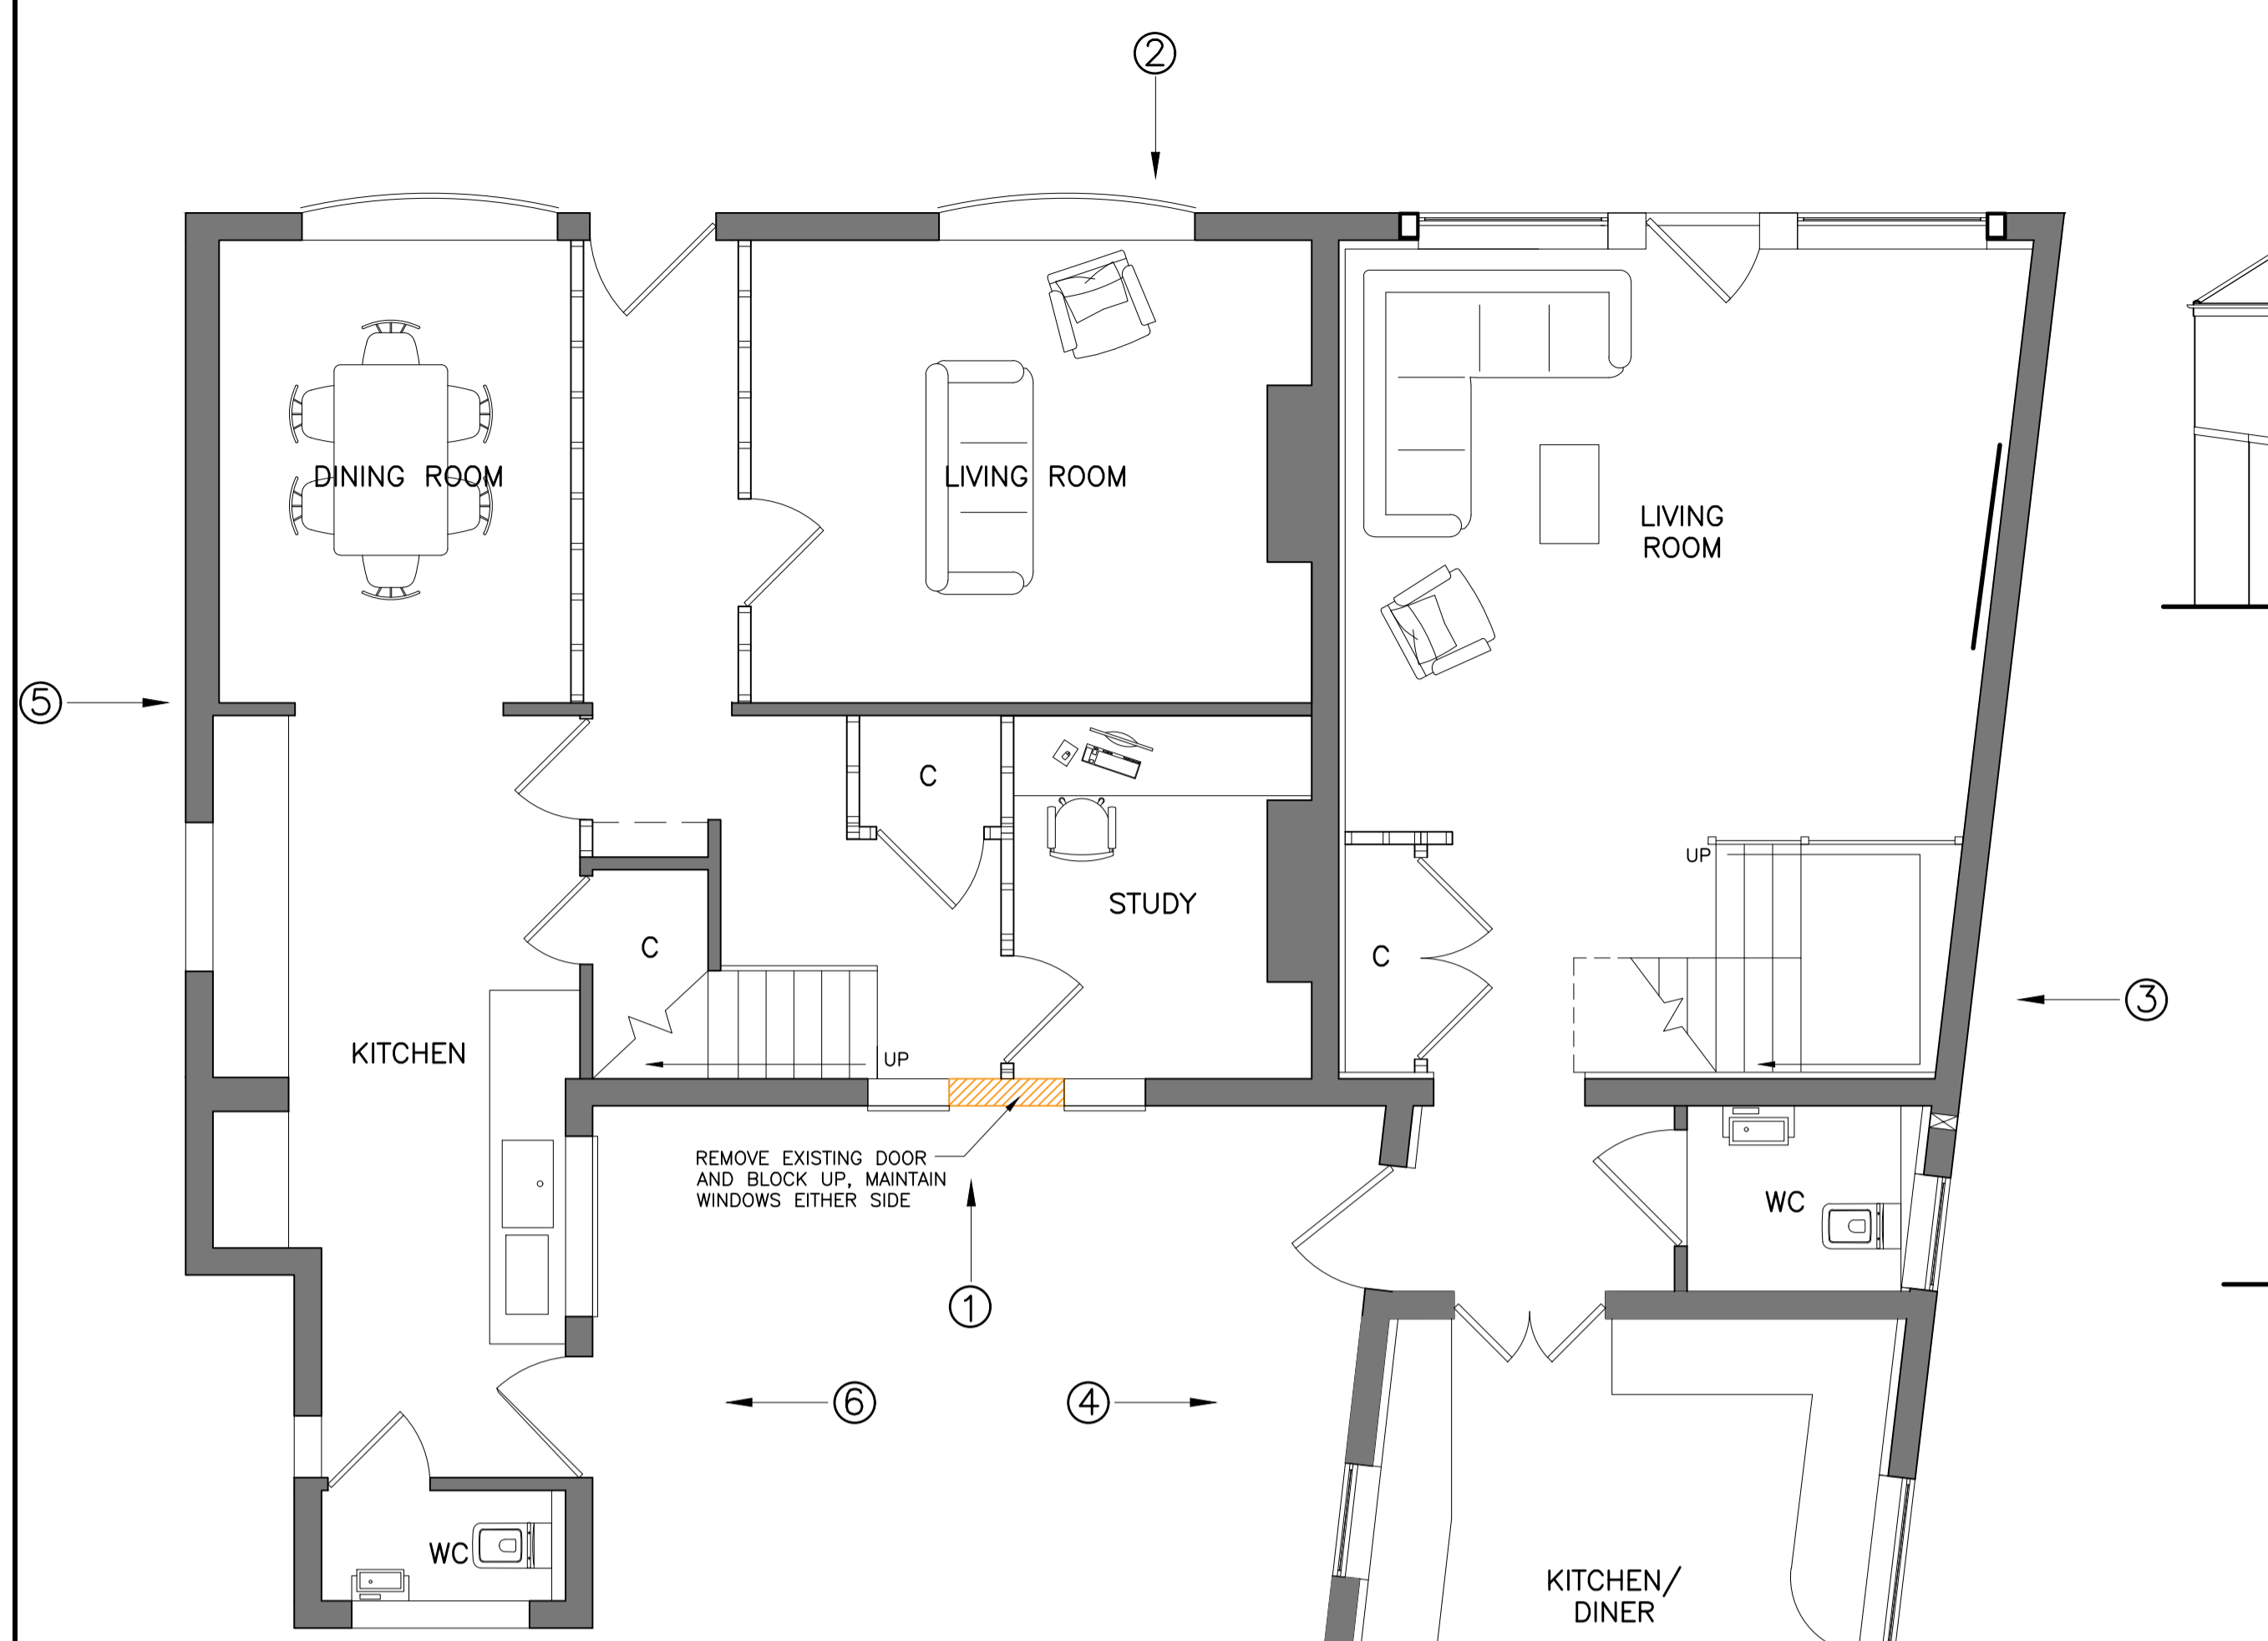 2
DINING ROOM
LIVING ROOM
LIVING
ROOM
5
C
UP
STUDY
C
C
3
KITCHEN
UP
REMOVE EXISTING DOOR
AND BLOCK UP, MAINTAIN
WINDOWS EITHER SIDE
WC
1
6
4
WC
KITCHEN/
DINER